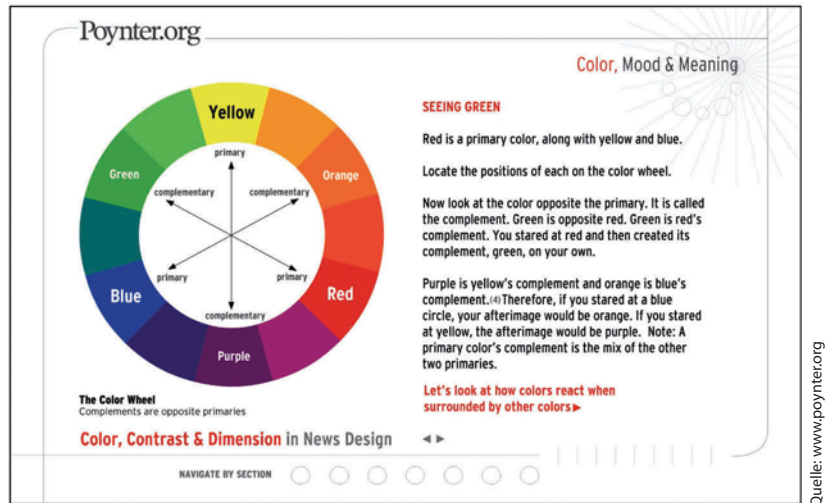 Poynter.org
Color, Mood & Meaning
Yellow
Green
Orange
primary
complementary
complementary
primary
primary
complementary
Blue
Red
Purple
The Color Wheel
Complements are opposite primaries
SEEING GREEN
Red is a primary color, along with yellow and blue.
Locate the positions of each on the color wheel.
Now look at the color opposite the primary. It is called
the complement. Green is opposite red. Green is red's
complement. You stared at red and then created its
complement, green, on your own.
Purple is yellow's complement and orange is blue's
complement.(4)Therefore, if you stared at a blue
circle, your afterimage would be orange. If you stared
at yellow, the afterimage would be purple. Note: A
primary color's complement is the mix of the other
two primaries.
Let's look at how colors react when
surrounded by other colors▶
Color, Contrast & Dimension in News Design
◀ ▶
NAVIGATE BY SECTION
Quelle: www.poynter.org